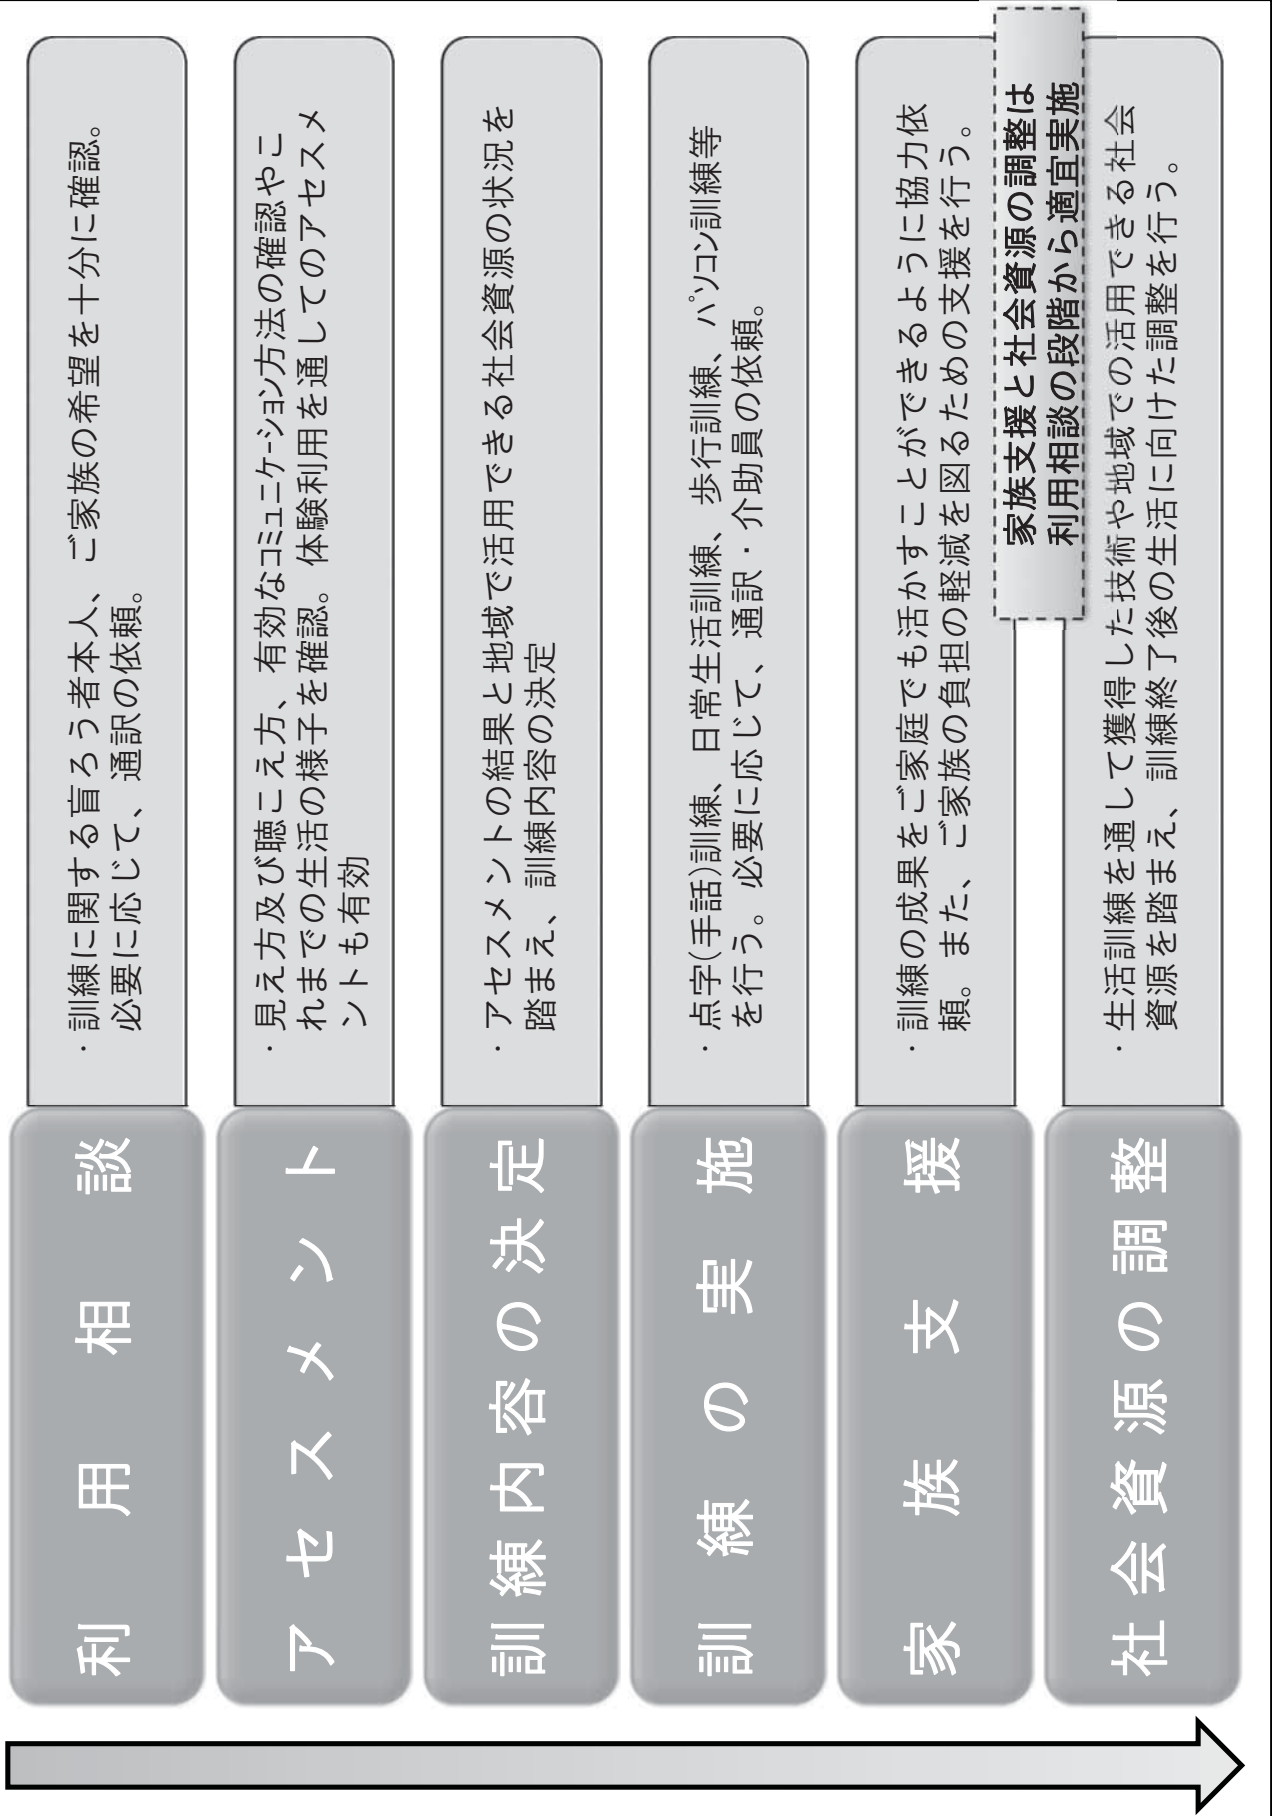 利用相談
・訓練に関する盲ろう者本人、ご家族の希望を十分に確認。
必要に応じて、通訳の依頼。
アセスメント
・見え方及び聴こえ方、有効なｺﾐｭﾆｹｰｼｮﾝ方法の確認やこ
れまでの生活の様子を確認。体験利用を通してのアセスメ
ントも有効
訓練内容の決定
・アセスメントの結果と地域で活用できる社会資源の状況を
踏まえ、訓練内容の決定
訓練の実施
・点字(手話)訓練、日常生活訓練、歩行訓練、ﾊﾟｿｺﾝ訓練等
を行う。必要に応じて、通訳・介助員の依頼。
家族支援
・訓練の成果をご家庭でも活かすことができるように協力依
頼。また、ご家族の負担の軽減を図るための支援を行う。
家族支援と社会資源の調整は
利用相談の段階から適宜実施
社会資源の調整
・生活訓練を通して獲得した技術や地域での活用できる社会
資源を踏まえ、訓練終了後の生活に向けた調整を行う。